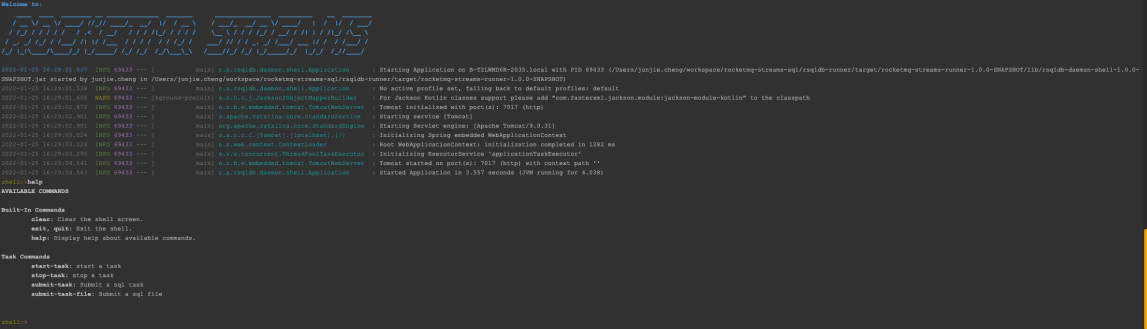 Welcome to:
2022-01-25 16:29:01.537  INFO 69433 --- [           main] c.a.rsqldb.daemon.shell.Application      : Starting Application on B-TZLWMD6R-2035.local with PID 69433 (/Users/junjie.cheng/workspace/rocketmq-streams-sql/rsqldb-runner/target/rocketmq-streams-runner-1.0.0-SNAPSHOT/lib/rsqldb-daemon-shell-1.0.0-
SNAPSHOT.jar started by junjie.cheng in /Users/junjie.cheng/workspace/rocketmq-streams-sql/rsqldb-runner/target/rocketmq-streams-runner-1.0.0-SNAPSHOT)
2022-01-25 16:29:01.538  INFO 69433 --- [           main] c.a.rsqldb.daemon.shell.Application      : No active profile set, falling back to default profiles: default
2022-01-25 16:29:01.606  WARN 69433 --- [kground-preinit] o.s.h.c.j.Jackson2ObjectMapperBuilder    : For Jackson Kotlin classes support please add "com.fasterxml.jackson.module:jackson-module-kotlin" to the classpath
2022-01-25 16:29:02.872  INFO 69433 --- [           main] o.s.b.w.embedded.tomcat.TomcatWebServer  : Tomcat initialized with port(s): 7017 (http)
2022-01-25 16:29:02.901  INFO 69433 --- [           main] o.apache.catalina.core.StandardService   : Starting service [Tomcat]
2022-01-25 16:29:02.901  INFO 69433 --- [           main] org.apache.catalina.core.StandardEngine  : Starting Servlet engine: [Apache Tomcat/9.0.31]
2022-01-25 16:29:03.024  INFO 69433 --- [           main] o.a.c.c.C.[Tomcat].[localhost].[/]       : Initializing Spring embedded WebApplicationContext
2022-01-25 16:29:03.024  INFO 69433 --- [           main] o.s.web.context.ContextLoader            : Root WebApplicationContext: initialization completed in 1282 ms
2022-01-25 16:29:03.296  INFO 69433 --- [           main] o.s.s.concurrent.ThreadPoolTaskExecutor  : Initializing ExecutorService 'applicationTaskExecutor'
2022-01-25 16:29:04.541  INFO 69433 --- [           main] o.s.b.w.embedded.tomcat.TomcatWebServer  : Tomcat started on port(s): 7017 (http) with context path ''
2022-01-25 16:29:04.543  INFO 69433 --- [           main] c.a.rsqldb.daemon.shell.Application      : Started Application in 3.557 seconds (JVM running for 4.038)
shell:>help
AVAILABLE COMMANDS
Built-In Commands
clear: Clear the shell screen.
exit, quit: Exit the shell.
help: Display help about available commands.
Task Commands
start-task: start a task
stop-task: stop a task
submit-task: Submit a sql task
submit-task-file: Submit a sql file
shell:>